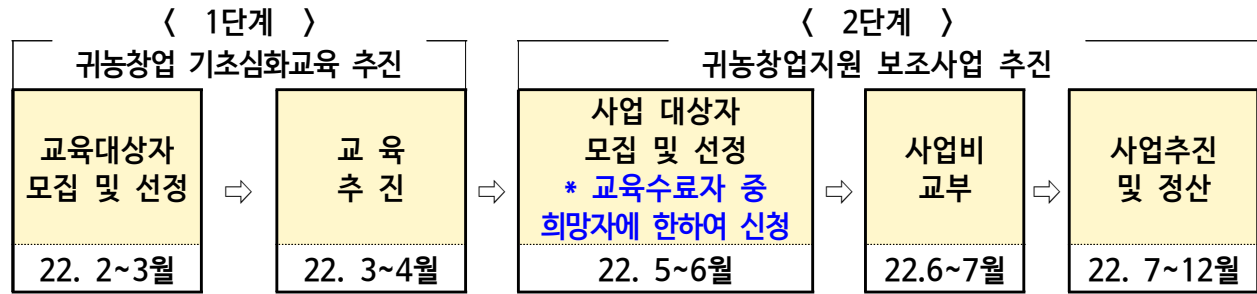 〈 1단계 〉
귀농창업 기초심화교육 추진
〈 2단계 〉
귀농창업지원 보조사업 추진
교육대상자
모집 및 선정
22. 2~3월
⇨
교 육
추 진
22. 3~4월
⇨
사업 대상자
모집 및 선정
* 교육수료자 중
희망자에 한하여 신청
22. 5~6월
⇨
사업비
교부
22.6~7월
⇨
사업추진
및 정산
22. 7~12월